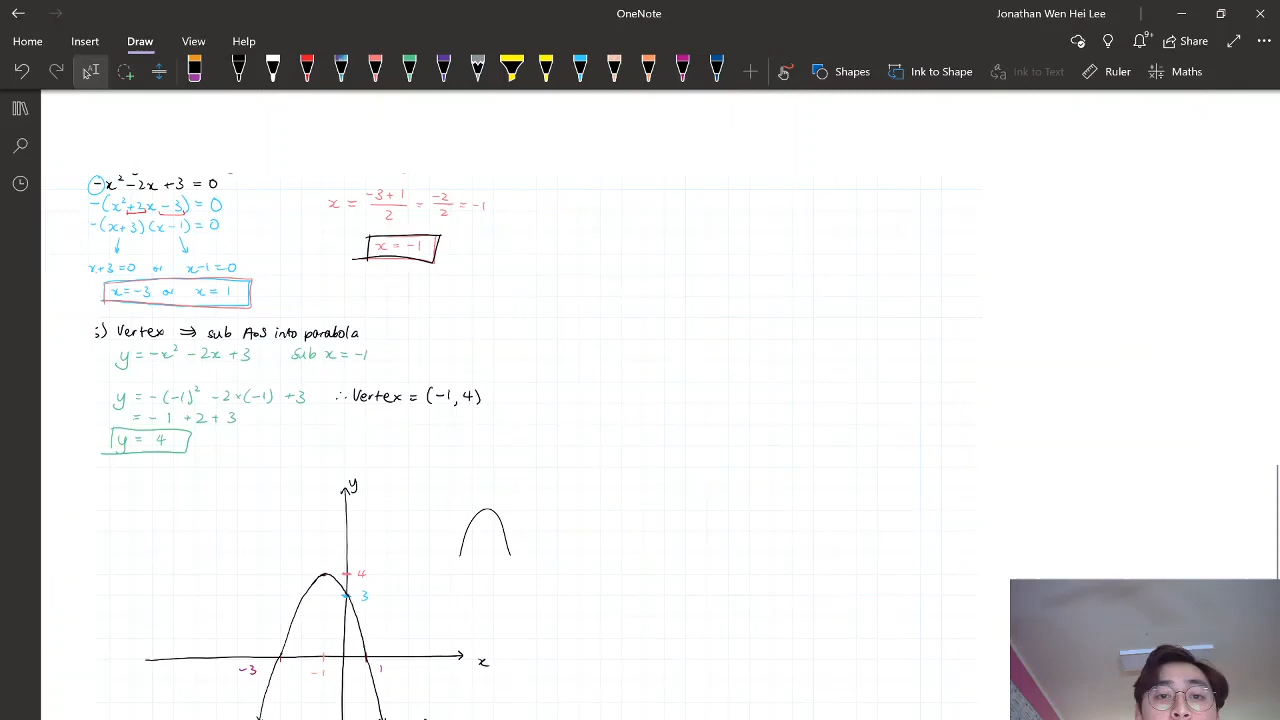 OneNote
Jonathan Wen Hei Lee
Home Insert Draw View Help
9+
Share
Shapes
Ink to Shape
Ink to Text
Ruler
Maths
-x² - 2x + 3 = 0
-(x² + 2x - 3) = 0
-(x+3)(x-1) = 0
x+3=0 or x-1=0
x = -3 or x = 1
x = -3+1/2 = -2/2 = -1
x = -1
Vertex ⇒ sub AoS into parabola
y = -x² - 2x + 3 sub x = -1
y = -(-1)² - 2×(-1) + 3
= -1 + 2 + 3
y = 4
∴ Vertex = (-1, 4)
y
4
3
-3 -1 1 x